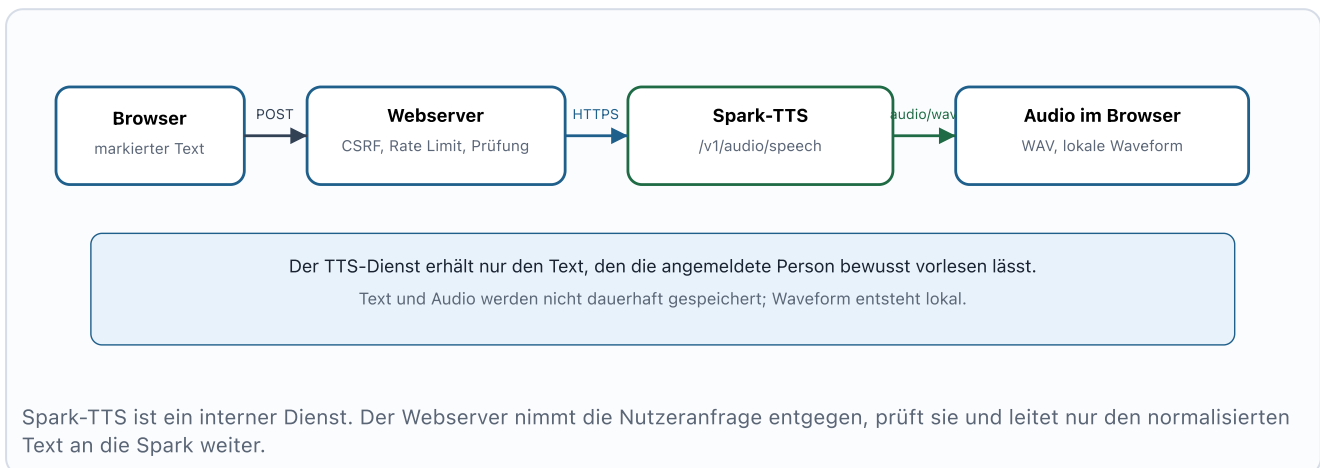 Browser
markierter Text
POST
Webserver
CSRF, Rate Limit, Prüfung
HTTPS
Spark-TTS
/v1/audio/speech
audio/wav
Audio im Browser
WAV, lokale Waveform
Der TTS-Dienst erhält nur den Text, den die angemeldete Person bewusst vorlesen lässt.
Text und Audio werden nicht dauerhaft gespeichert; Waveform entsteht lokal.
Spark-TTS ist ein interner Dienst. Der Webserver nimmt die Nutzeranfrage entgegen, prüft sie und leitet nur den normalisierten
Text an die Spark weiter.